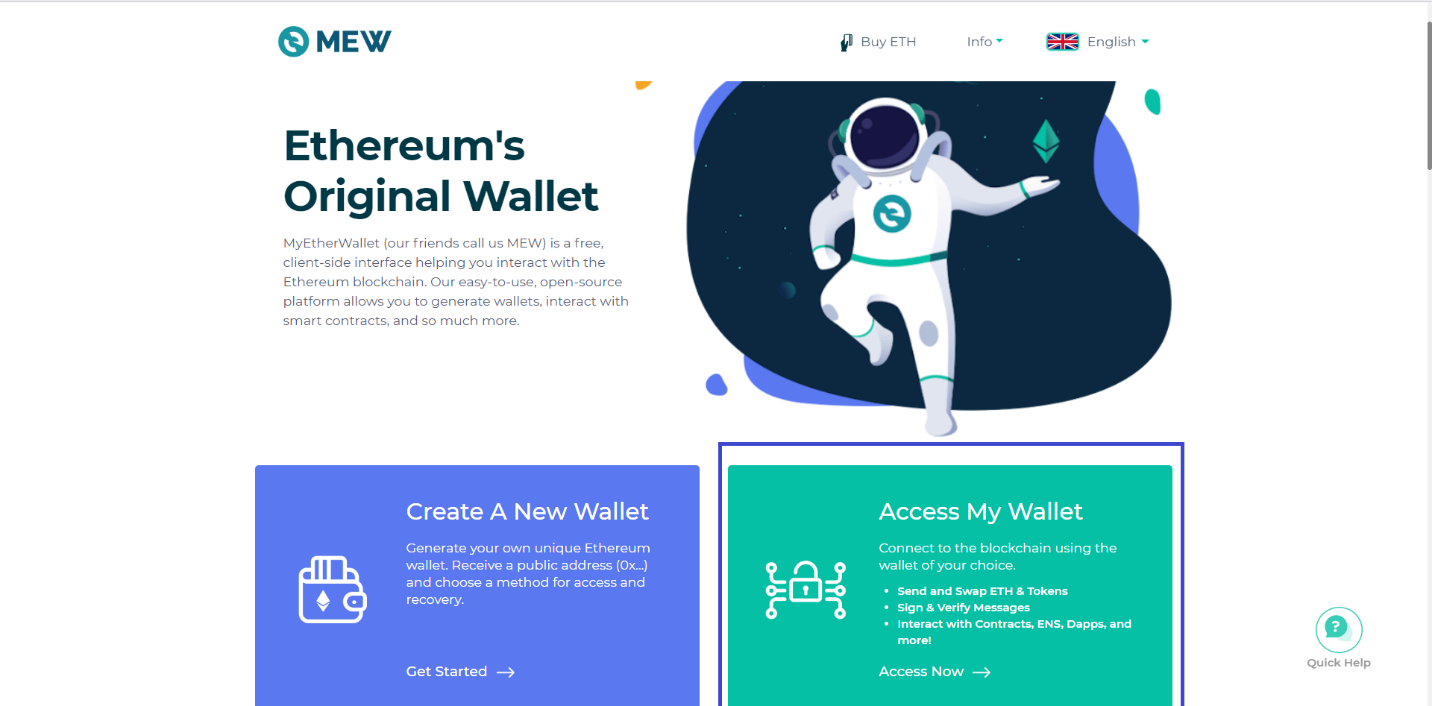 MEW
Buy ETH
Info
English
Ethereum's
Original Wallet
MyEtherWallet (our friends call us MEW) is a free,
client-side interface helping you interact with the
Ethereum blockchain. Our easy-to-use, open-source
platform allows you to generate wallets, interact with
smart contracts, and so much more.
Create A New Wallet
Generate your own unique Ethereum
wallet. Receive a public address (0x...)
and choose a method for access and
recovery.
Get Started
Access My Wallet
Connect to the blockchain using the
wallet of your choice.
• Send and Swap ETH & Tokens
• Sign & Verify Messages
• Interact with Contracts, ENS, Dapps, and
more!
Access Now
?
Quick Help